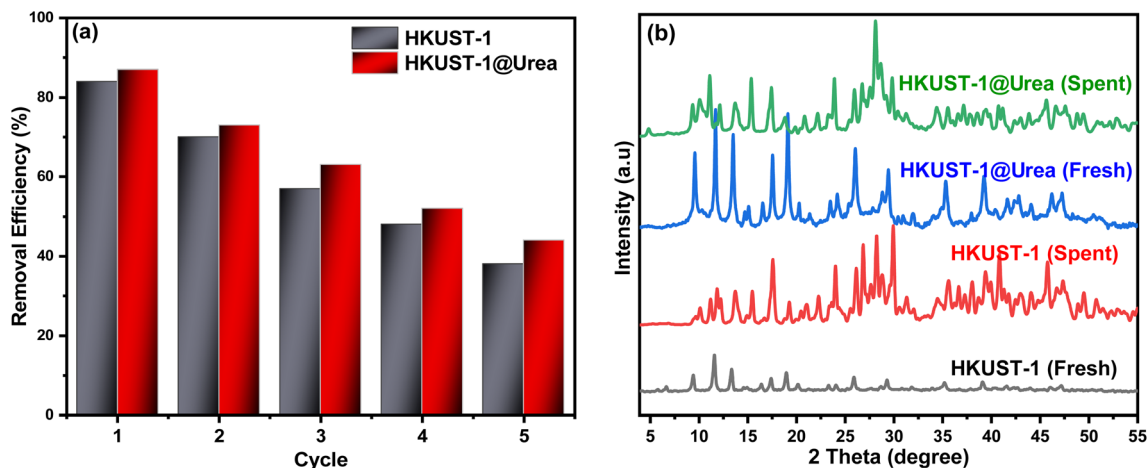 (a)
HKUST-1
HKUST-1@Urea
Removal Efficiency (%)
100
80
60
40
20
0
1 2 3 4 5
Cycle
(b)
HKUST-1@Urea (Spent)
HKUST-1@Urea (Fresh)
HKUST-1 (Spent)
HKUST-1 (Fresh)
Intensity (a.u)
5 10 15 20 25 30 35 40 45 50 55
2 Theta (degree)